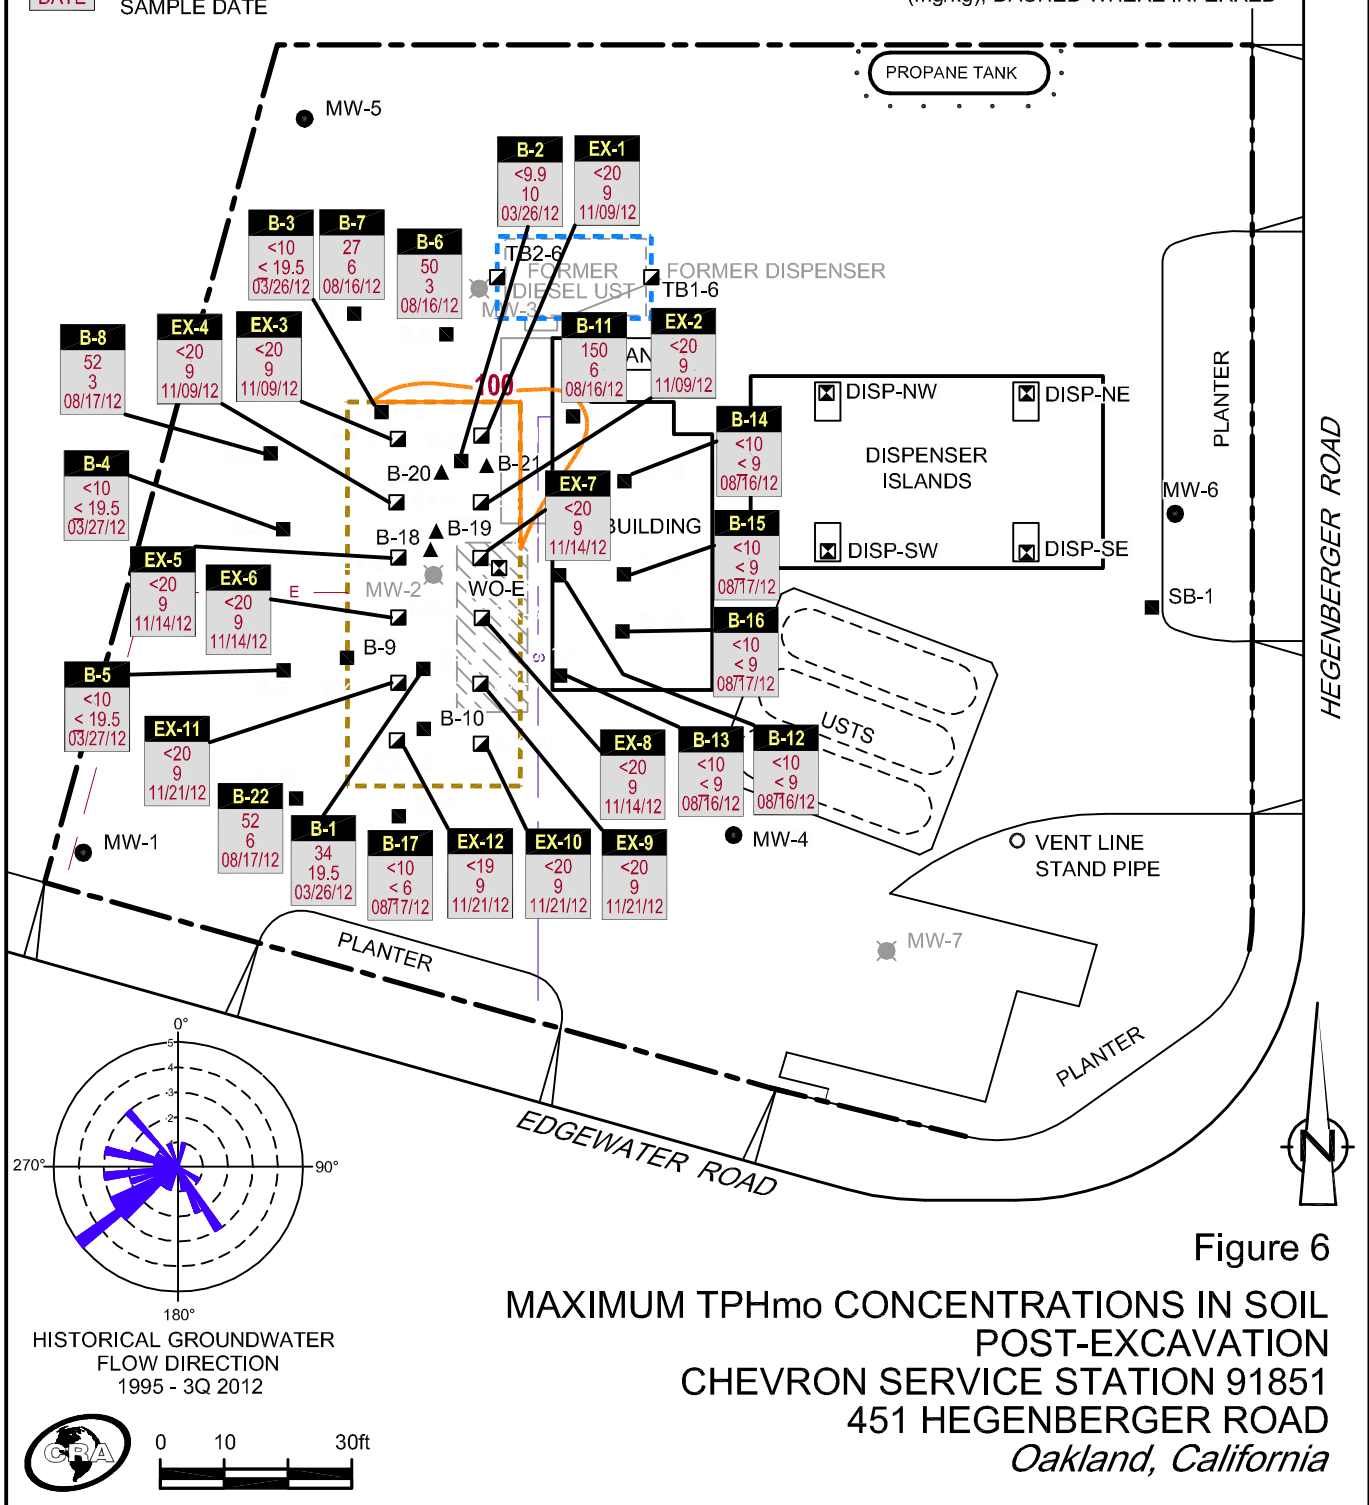 DATE
SAMPLE DATE
(mg/kg), DASHED WHERE INFERRED
PROPANE TANK
MW-5
B-2
<9.9
10
03/26/12
EX-1
<20
9
11/09/12
B-3
<10
< 19.5
03/26/12
B-7
27
6
08/16/12
B-6
50
3
08/16/12
TB2-6
FORMER
DIESEL UST
MW-3
FORMER DISPENSER
TB1-6
B-8
52
3
08/17/12
EX-4
<20
9
11/09/12
EX-3
<20
9
11/09/12
B-11
150
6
08/16/12
EX-2
<20
9
11/09/12
AN
100
DISP-NW
DISP-NE
PLANTER
B-14
<10
< 9
08/16/12
DISPENSER
ISLANDS
B-4
<10
< 19.5
03/27/12
B-20
B-21
EX-7
<20
9
11/14/12
MW-6
HEGENBERGER ROAD
B-18
B-19
BUILDING
B-15
<10
< 9
08/17/12
DISP-SW
DISP-SE
EX-5
<20
9
11/14/12
EX-6
<20
9
11/14/12
E
MW-2
WO-E
SB-1
B-16
<10
< 9
08/17/12
B-9
S
B-5
<10
< 19.5
03/27/12
EX-11
<20
9
11/21/12
B-10
EX-8
<20
9
11/14/12
B-13
<10
< 9
08/16/12
B-12
<10
< 9
08/16/12
USTS
B-22
52
6
08/17/12
B-1
34
19.5
03/26/12
B-17
<10
< 6
08/17/12
EX-12
<19
9
11/21/12
EX-10
<20
9
11/21/12
EX-9
<20
9
11/21/12
MW-1
MW-4
VENT LINE
STAND PIPE
PLANTER
MW-7
PLANTER
EDGEWATER ROAD
0°
5
4
3
2
1
270°
90°
180°
HISTORICAL GROUNDWATER
FLOW DIRECTION
1995 - 3Q 2012
N
Figure 6
MAXIMUM TPHmo CONCENTRATIONS IN SOIL
POST-EXCAVATION
CHEVRON SERVICE STATION 91851
451 HEGENBERGER ROAD
Oakland, California
CRA
0 10 30ft